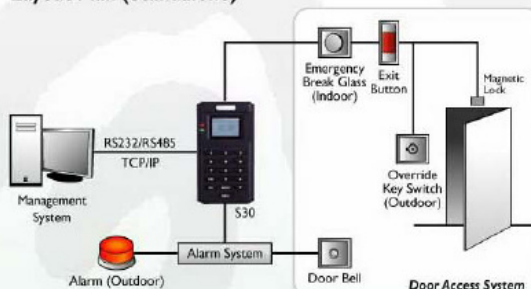 Emergency
Break Glass
(Indoor)
Exit
Button
Magnetic
Lock
RS232/RS485
TCP/IP
Override
Key Switch
(Outdoor)
Management
System
S30
Alarm System
Alarm (Outdoor)
Door Bell
Door Access System